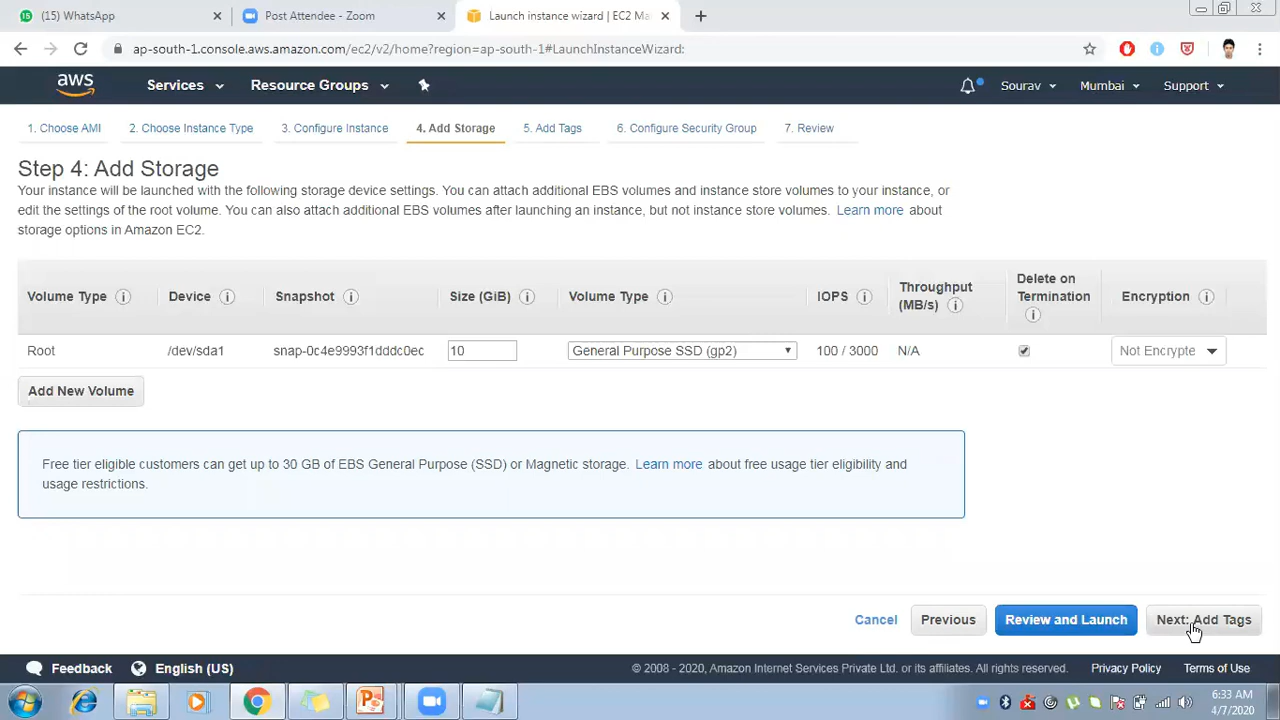 (15) WhatsApp
Post Attendee - Zoom
Launch instance wizard | EC2 Ma
ap-south-1.console.aws.amazon.com/ec2/v2/home?region=ap-south-1#LaunchInstanceWizard:
aws
Services
Resource Groups
Sourav
Mumbai
Support
1. Choose AMI
2. Choose Instance Type
3. Configure Instance
4. Add Storage
5. Add Tags
6. Configure Security Group
7. Review
Step 4: Add Storage
Your instance will be launched with the following storage device settings. You can attach additional EBS volumes and instance store volumes to your instance, or
edit the settings of the root volume. You can also attach additional EBS volumes after launching an instance, but not instance store volumes. Learn more about
storage options in Amazon EC2.
Volume Type
Device
Snapshot
Size (GiB)
Volume Type
IOPS
Throughput
(MB/s)
Delete on
Termination
Encryption
Root
/dev/sda1
snap-0c4e9993f1dddc0ec
10
General Purpose SSD (gp2)
100 / 3000
N/A
Not Encrypte
Add New Volume
Free tier eligible customers can get up to 30 GB of EBS General Purpose (SSD) or Magnetic storage. Learn more about free usage tier eligibility and
usage restrictions.
Cancel
Previous
Review and Launch
Next: Add Tags
Feedback
English (US)
© 2008 - 2020, Amazon Internet Services Private Ltd. or its affiliates. All rights reserved.
Privacy Policy
Terms of Use
6:33 AM
4/7/2020